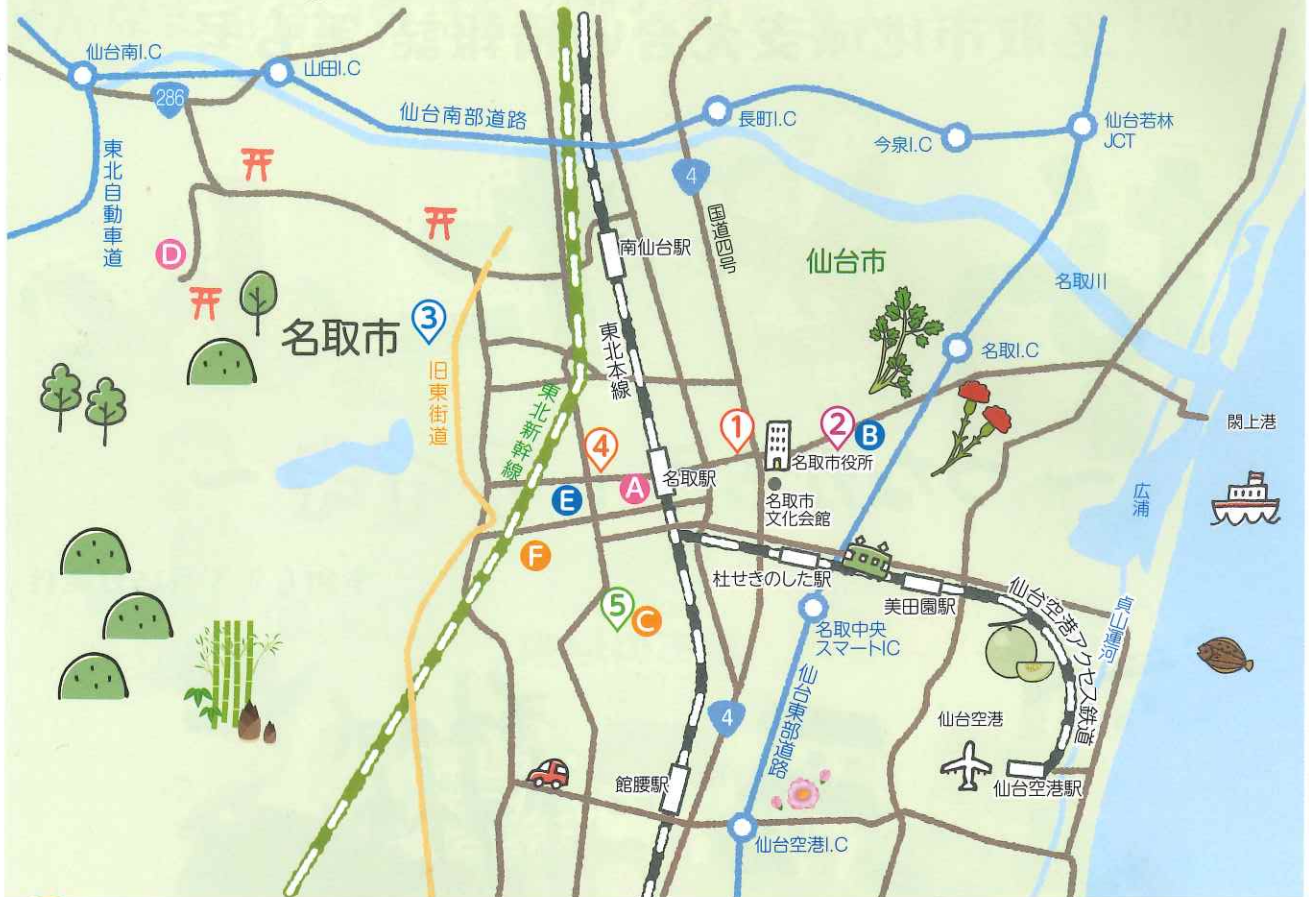 仙台南I.C
山田I.C
286
仙台南部道路
長町I.C
今泉I.C
仙台若林
JCT
東北自動車道
4
国道四号
D
南仙台駅
仙台市
名取川
名取市
3
旧東街道
東北本線
東北新幹線
名取I.C
閖上港
4
1
2
B
名取市役所
名取駅
A
E
名取市
文化会館
広浦
F
杜せきのした駅
美田園駅
仙台空港アクセス鉄道
貞山運河
5
C
名取中央
スマートIC
仙台東部道路
4
仙台空港
館腰駅
仙台空港駅
仙台空港I.C